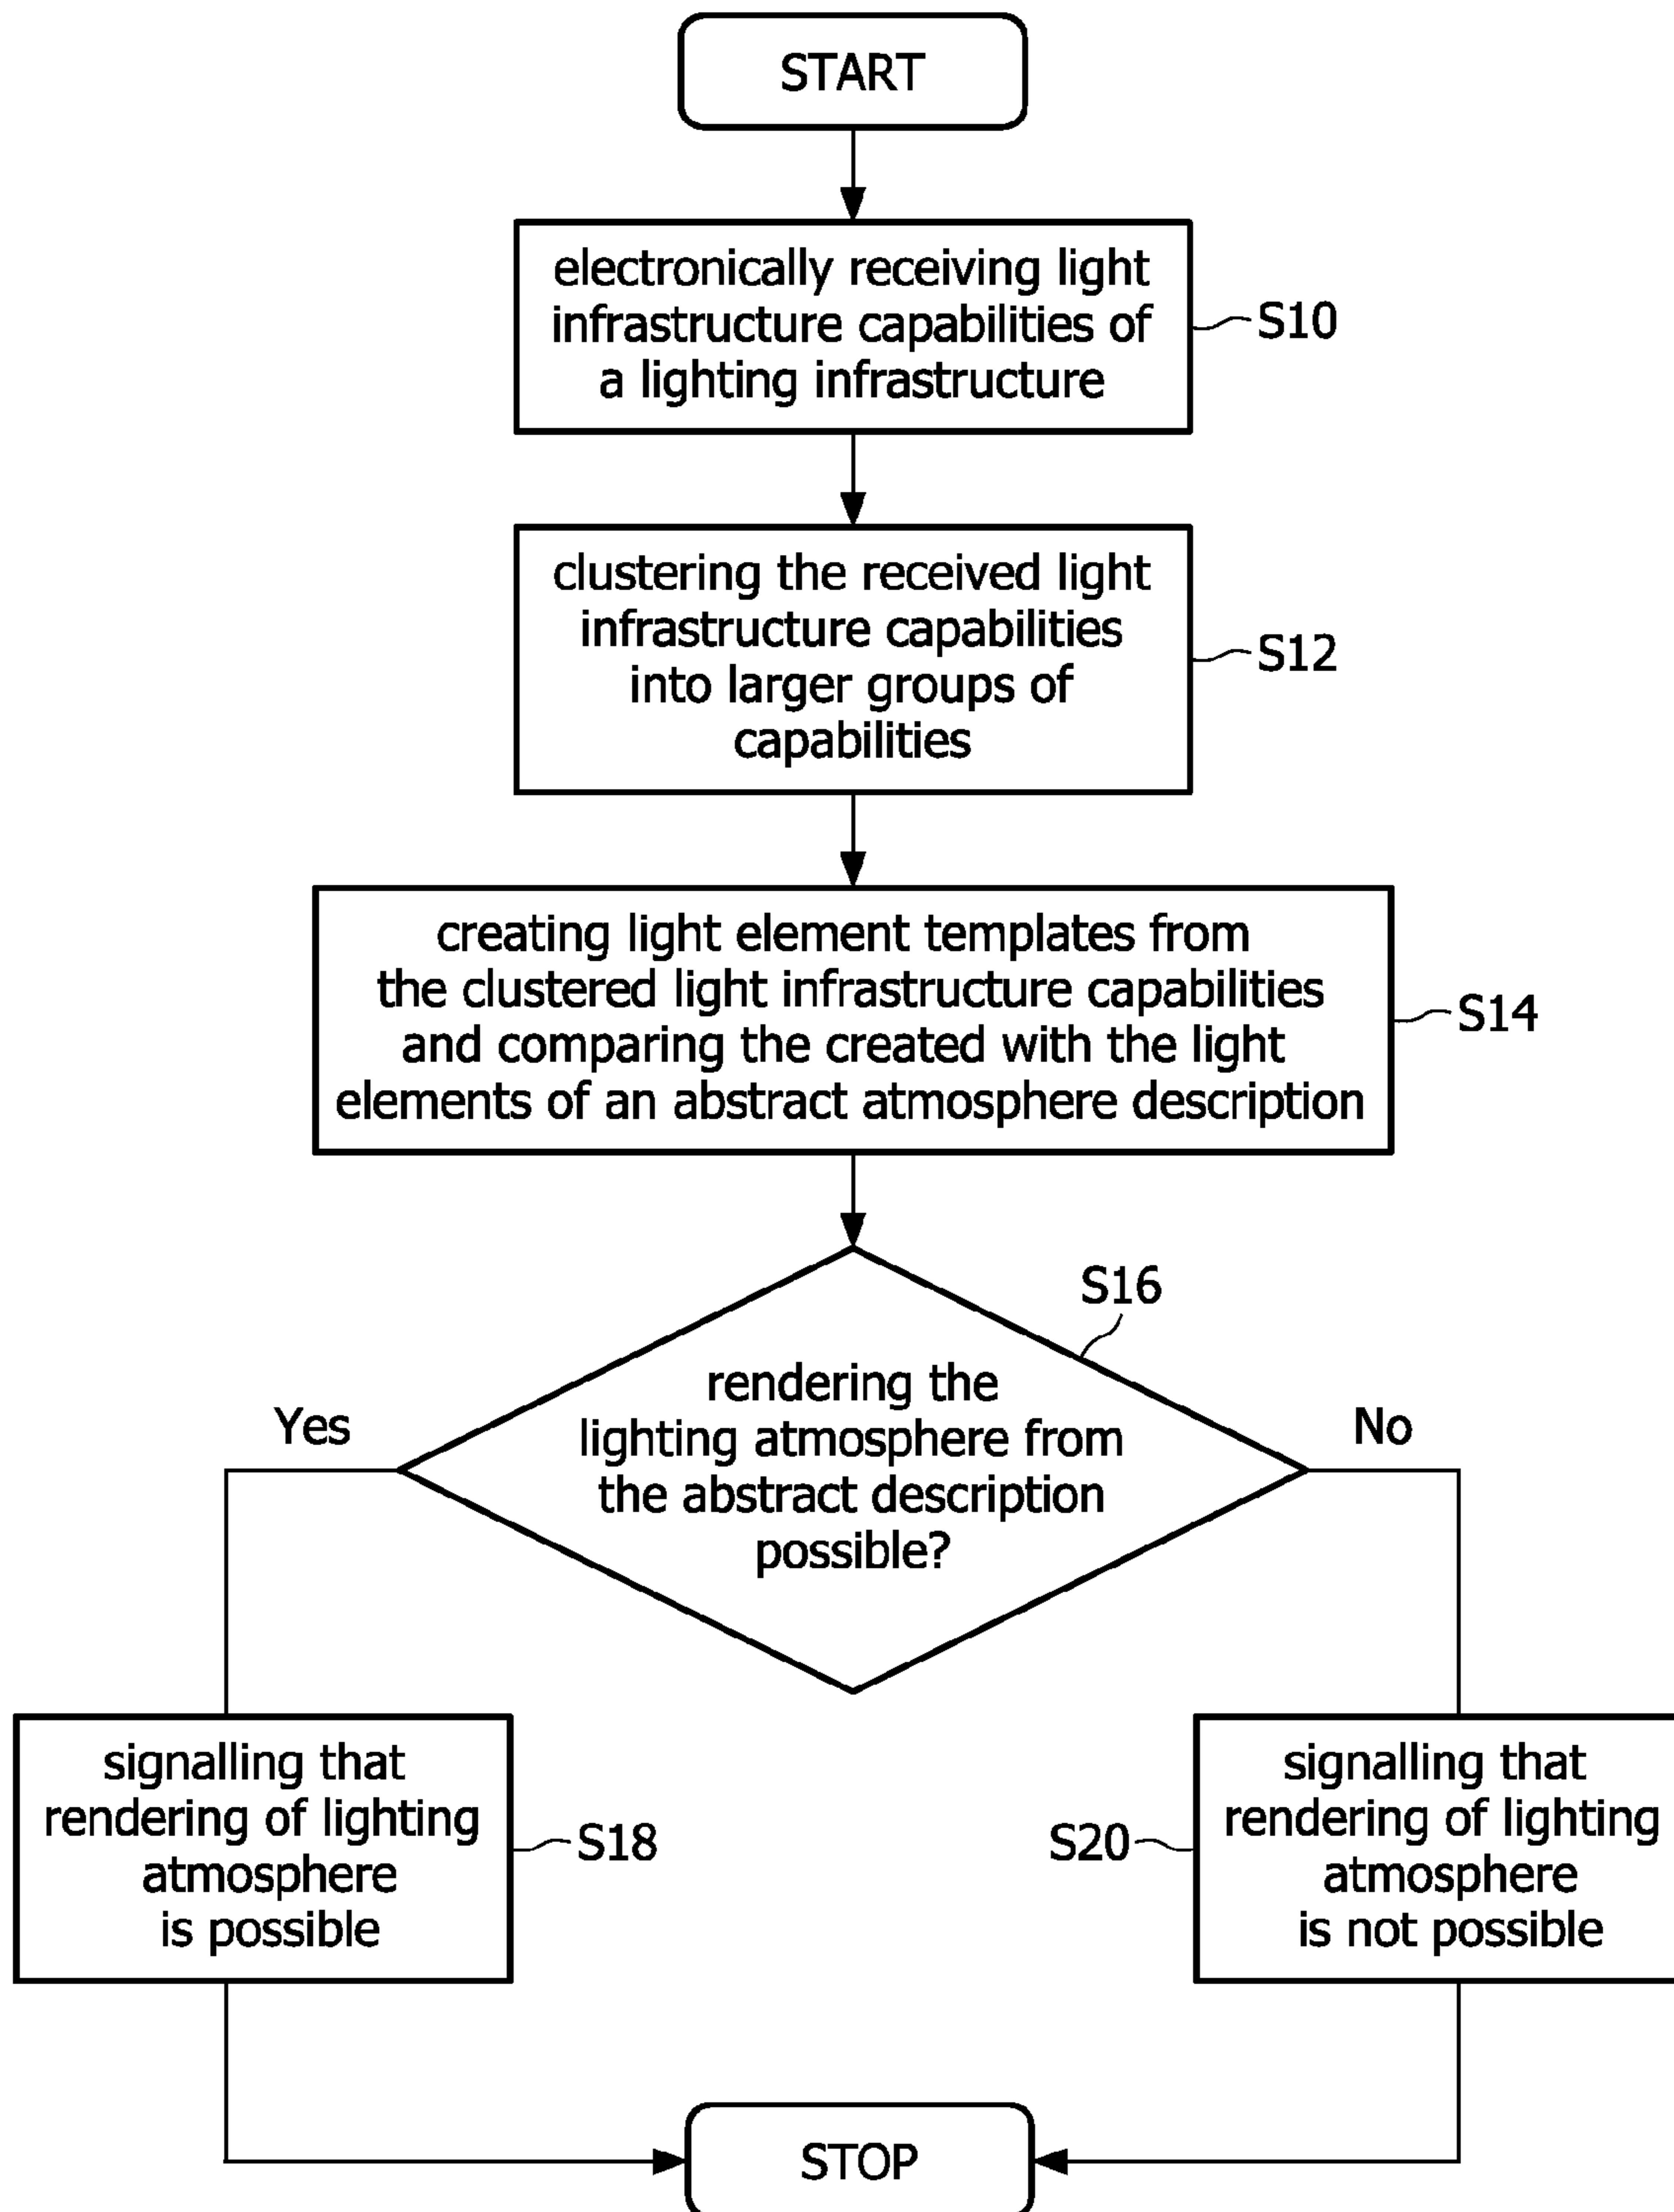 START
electronically receiving light
infrastructure capabilities of
a lighting infrastructure
S10
clustering the received light
infrastructure capabilities
into larger groups of
capabilities
S12
creating light element templates from
the clustered light infrastructure capabilities
and comparing the created with the light
elements of an abstract atmosphere description
S14
S16
rendering the
lighting atmosphere from
the abstract description
possible?
Yes
No
signalling that
rendering of lighting
atmosphere
is possible
S18
S20
signalling that
rendering of lighting
atmosphere
is not possible
STOP